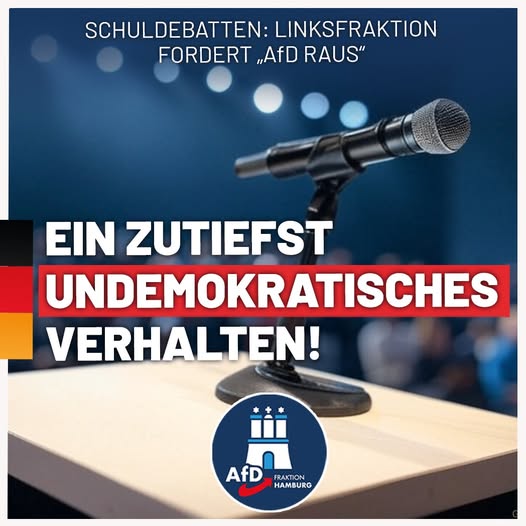 SCHULDEBATTEN: LINKSFRAKTION
FORDERT „AfD RAUS“
EIN ZUTIEFST
UNDEMOKRATISCHES
VERHALTEN!
AfD FRAKTION
HAMBURG